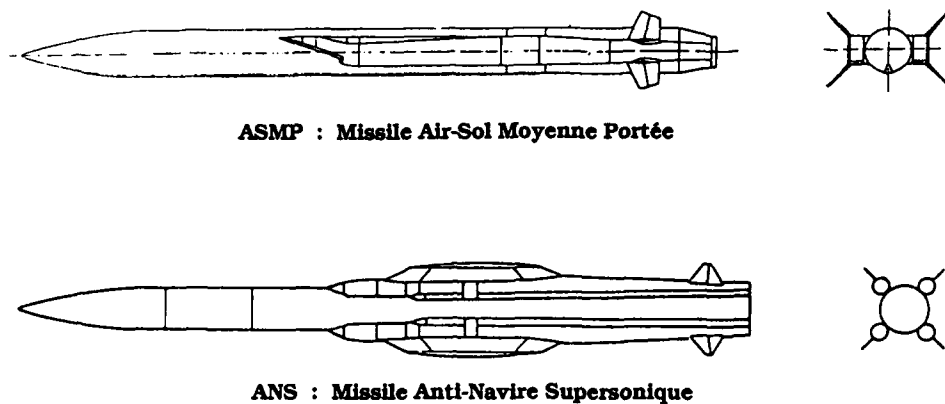 ASMP : Missile Air-Sol Moyenne Portée
ANS : Missile Anti-Navire Supersonique